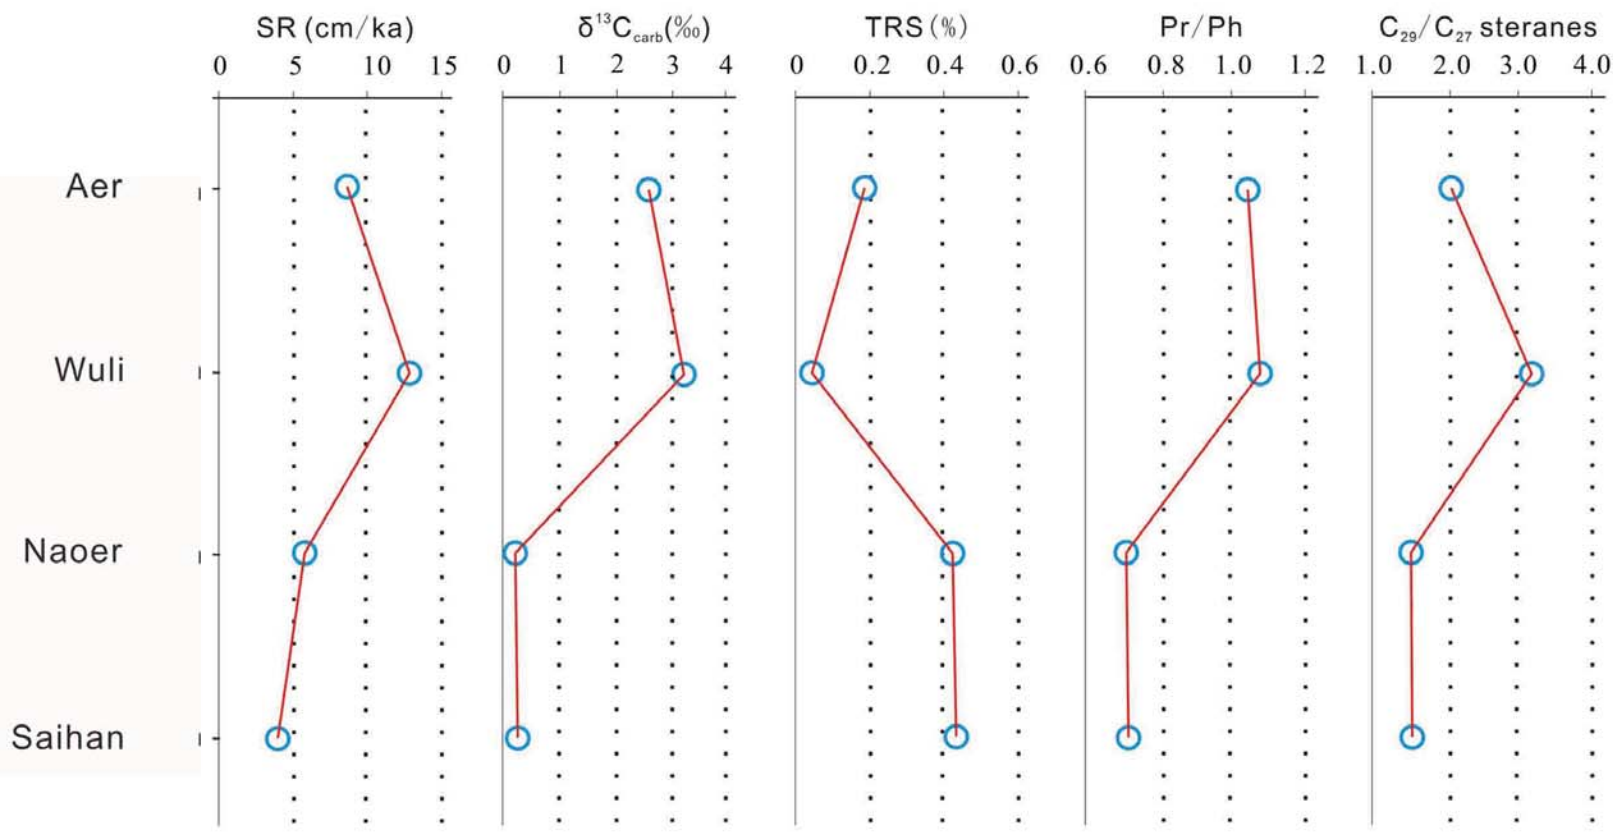 SR (cm/ka) δ¹³C₍carb₎(‰) TRS (%) Pr/Ph C₂₉/C₂₇ steranes
0 5 10 15 0 1 2 3 4 0 0.2 0.4 0.6 0.6 0.8 1.0 1.2 1.0 2.0 3.0 4.0
Aer
Wuli
Naoer
Saihan